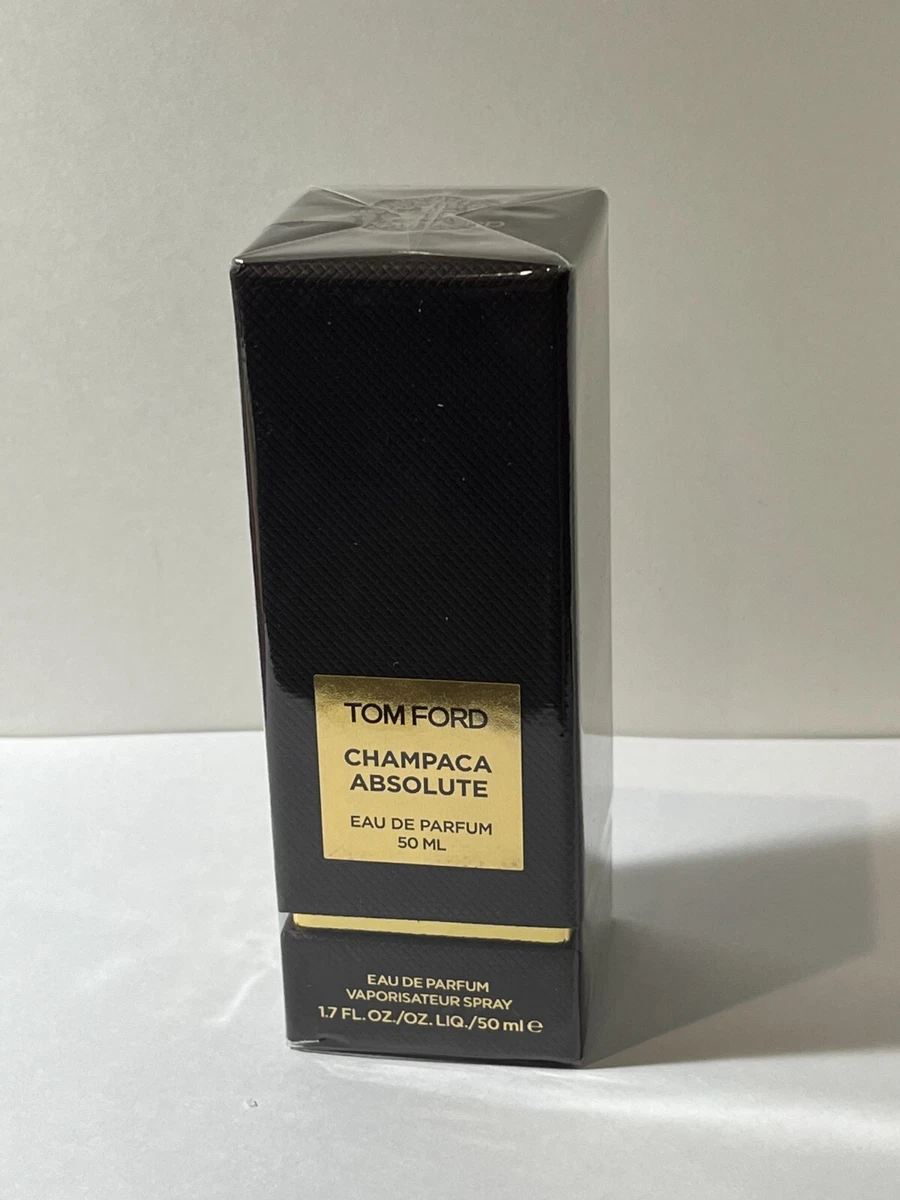 TOM FORD
CHAMPACA
ABSOLUTE
EAU DE PARFUM
50 ML
EAU DE PARFUM
VAPORISATEUR SPRAY
1.7 FL. OZ./OZ. LIQ./50 ml ℮